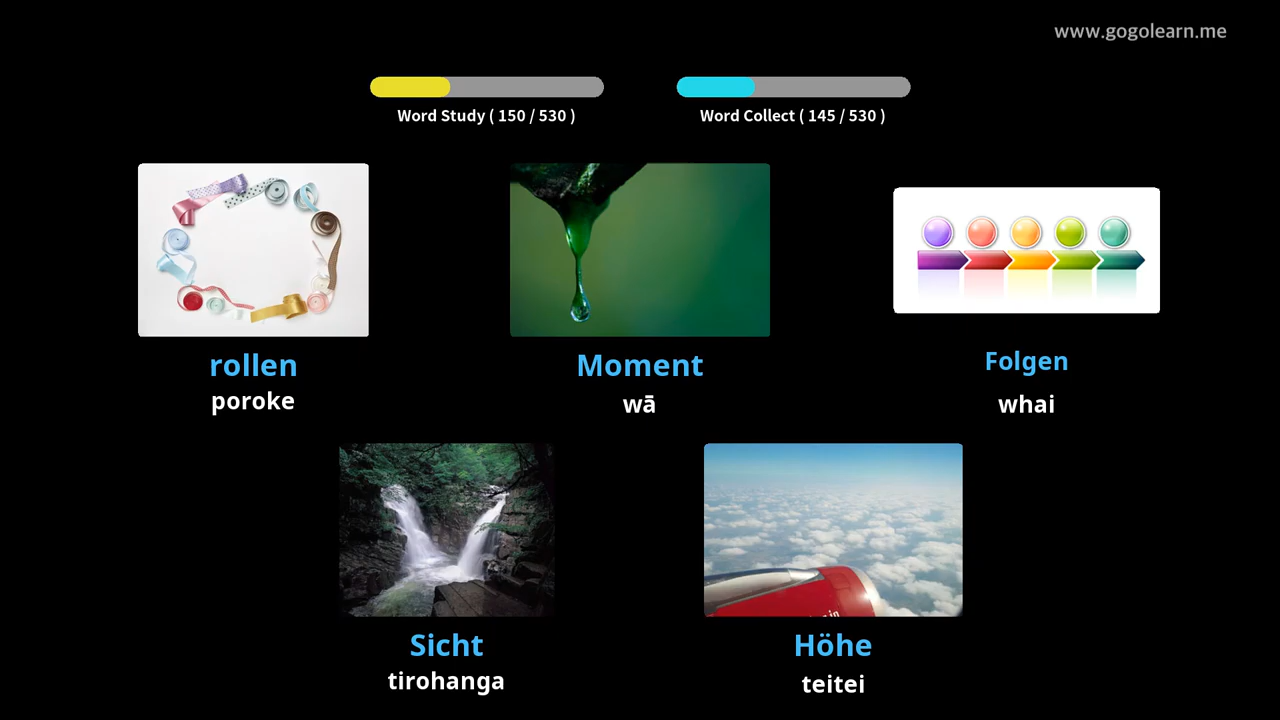 www.gogolearn.me
Word Study ( 150 / 530 )
Word Collect ( 145 / 530 )
rollen
poroke
Moment
wā
Folgen
whai
Sicht
tirohanga
Höhe
teitei